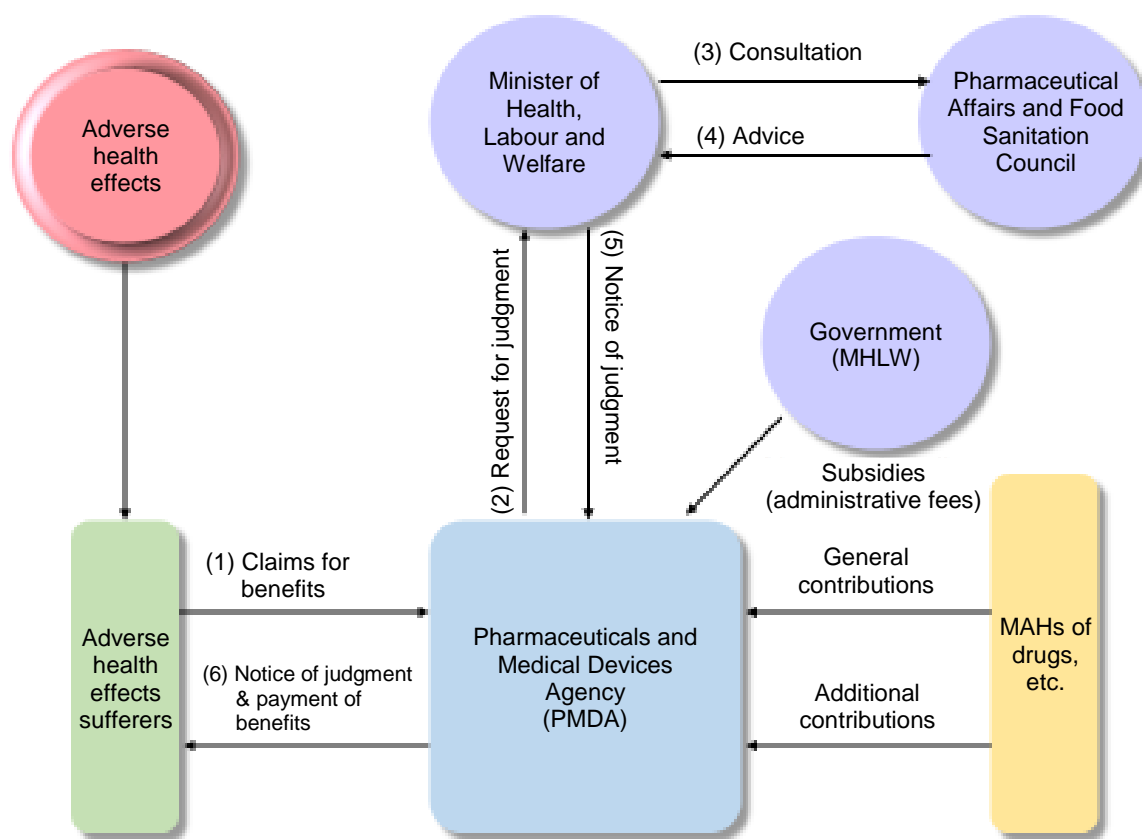 Adverse
health
effects
Minister of
Health,
Labour and
Welfare
(3) Consultation
(4) Advice
Pharmaceutical
Affairs and Food
Sanitation
Council
(2) Request for judgment
(5) Notice of judgment
Government
(MHLW)
Subsidies
(administrative fees)
Adverse
health
effects
sufferers
(1) Claims for
benefits
(6) Notice of judgment
& payment of
benefits
Pharmaceuticals and
Medical Devices
Agency
(PMDA)
General
contributions
Additional
contributions
MAHs of
drugs,
etc.